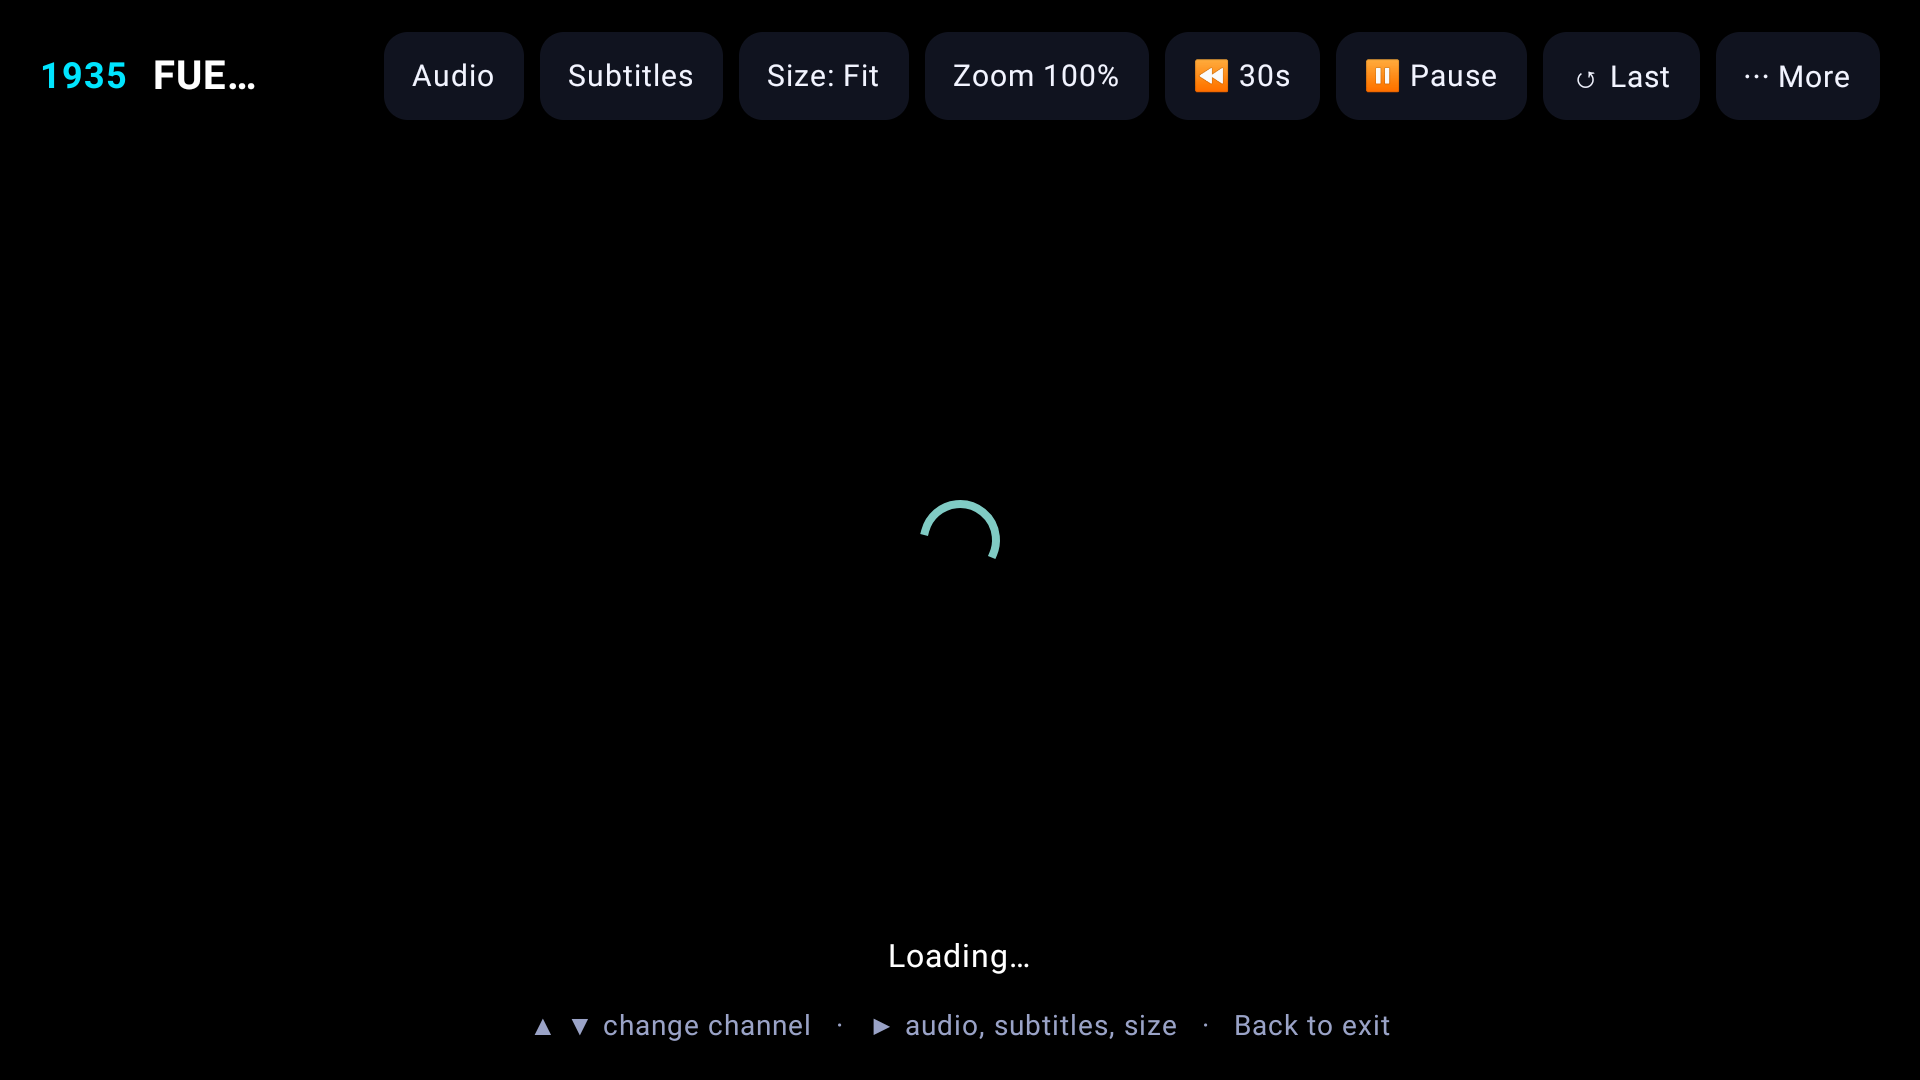 1935 FUE… Audio Subtitles Size: Fit Zoom 100% ⏪ 30s ⏸ Pause ↺ Last ⋯ More
Loading…
▲ ▼ change channel · ► audio, subtitles, size · Back to exit